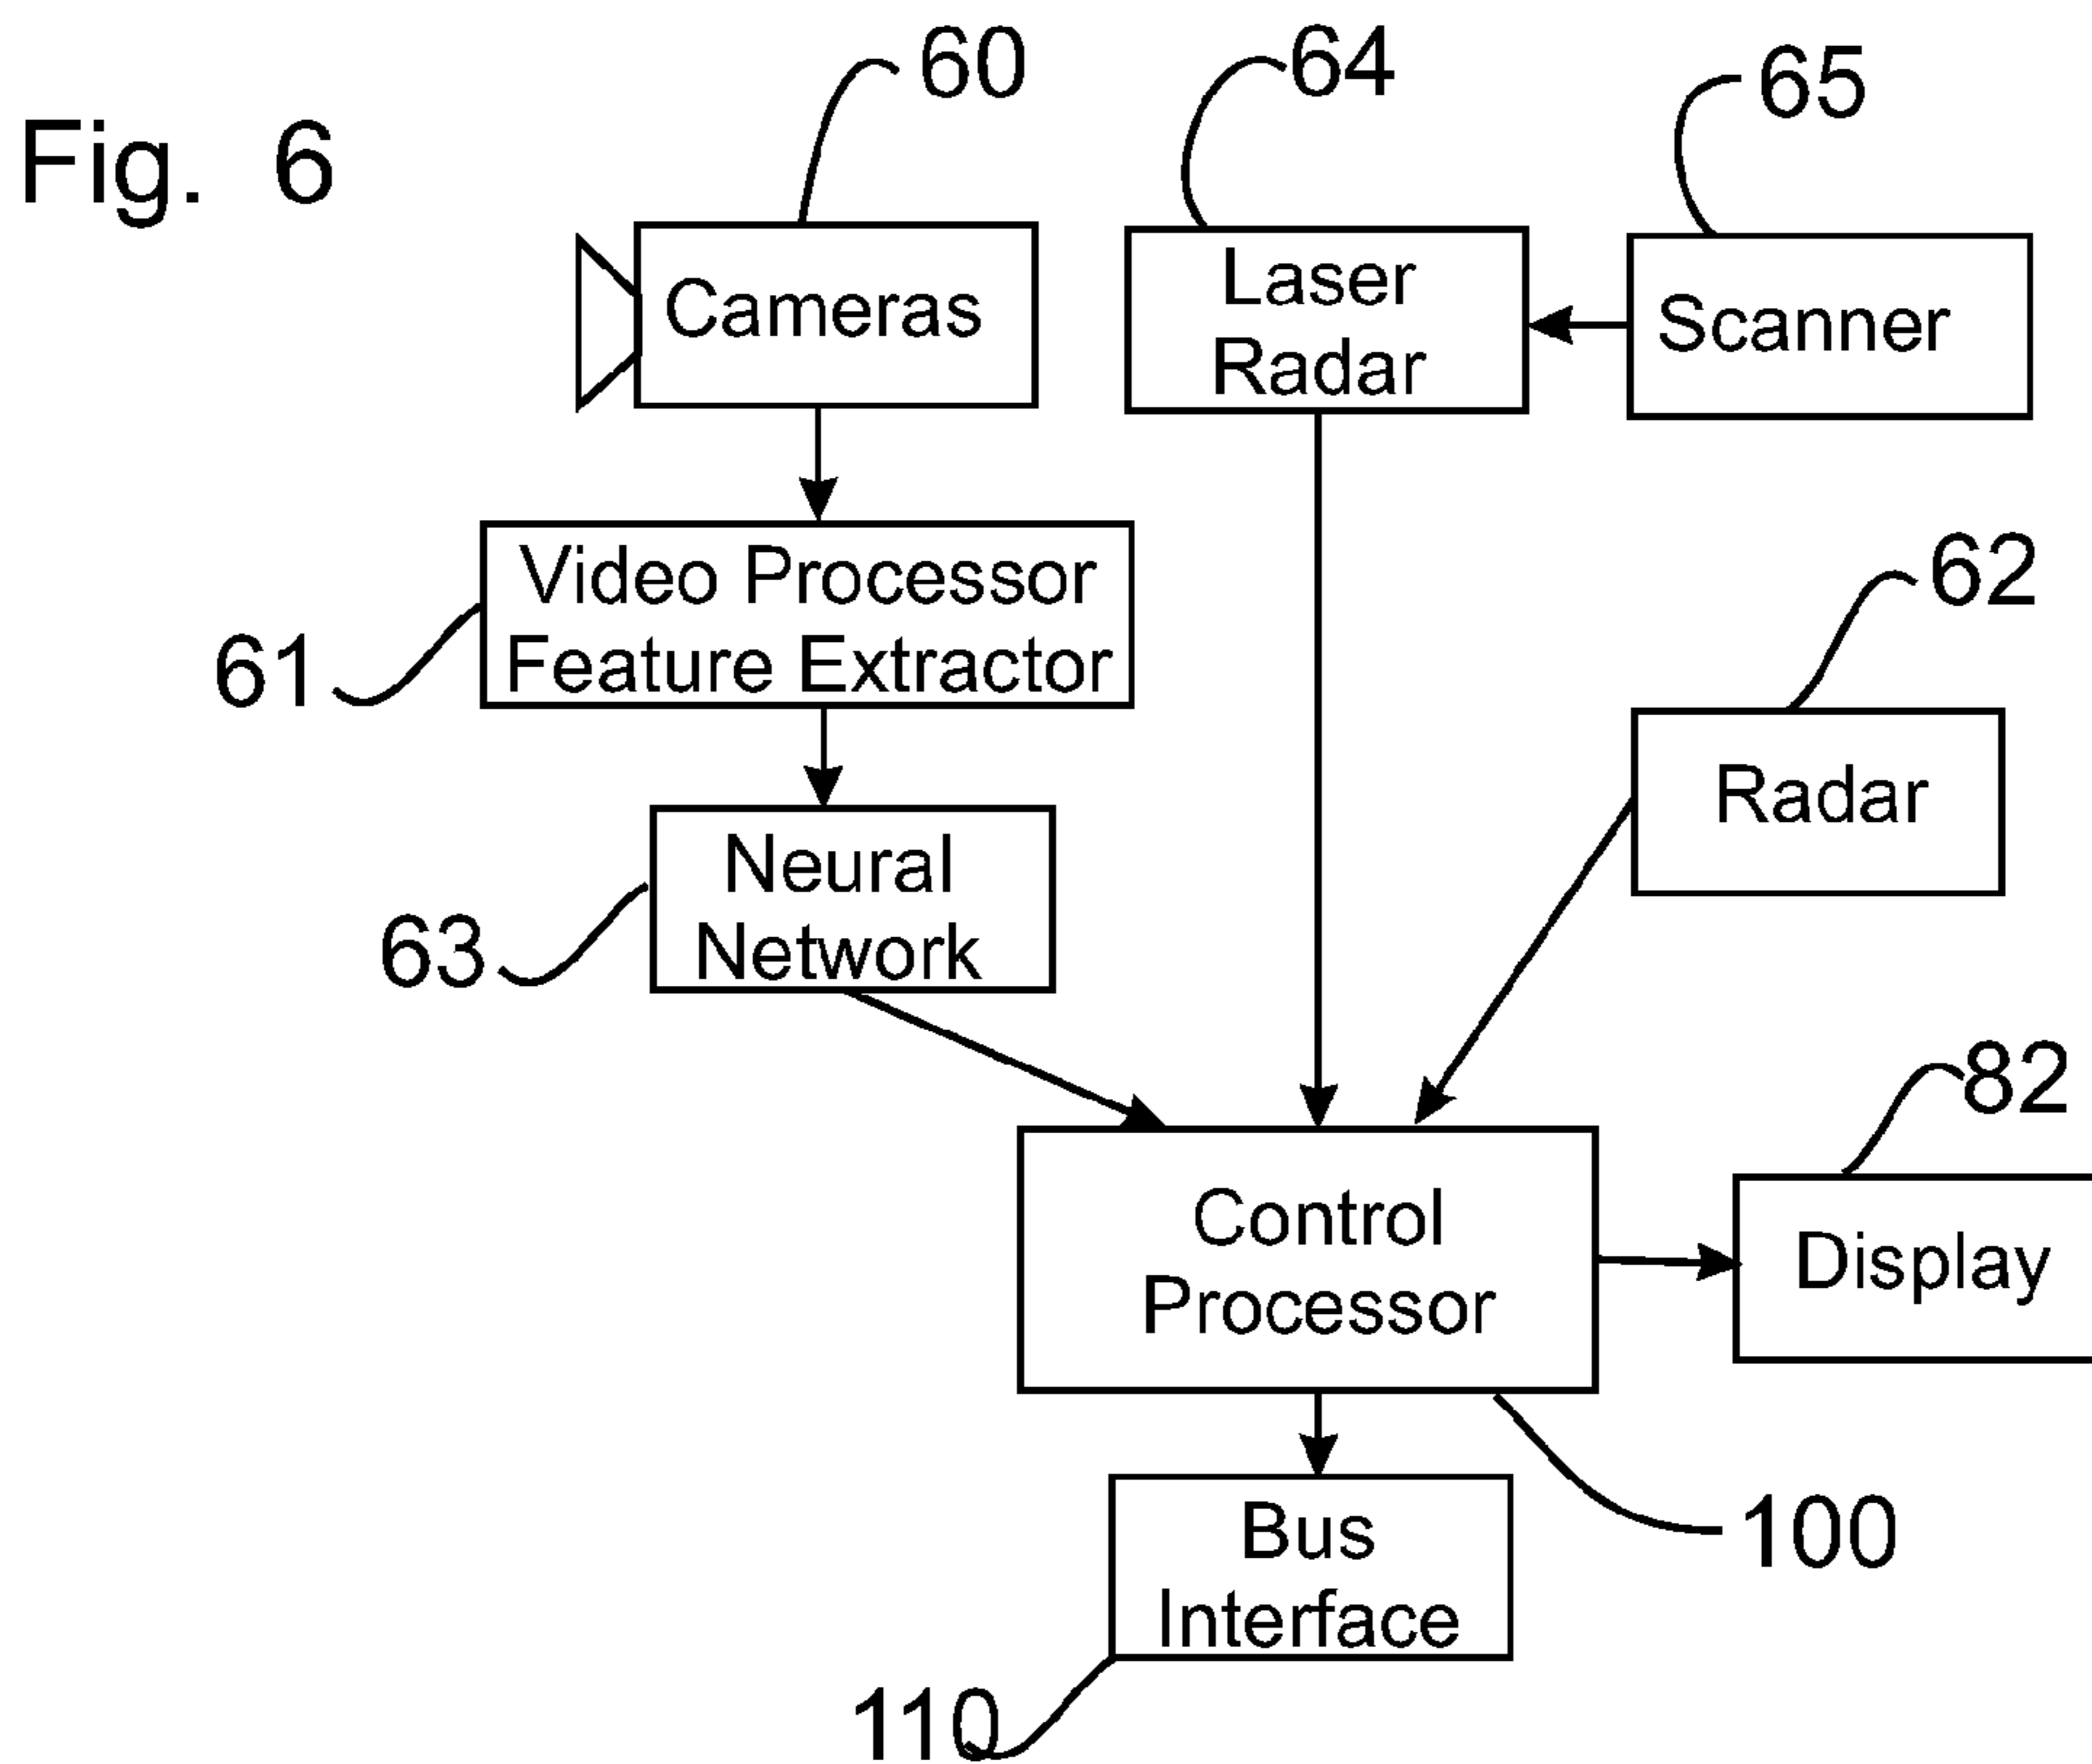 Fig. 6
60
64
65
Cameras
Laser
Radar
Scanner
Video Processor
Feature Extractor
61
62
Radar
Neural
Network
63
82
Control
Processor
Display
Bus
Interface
100
110